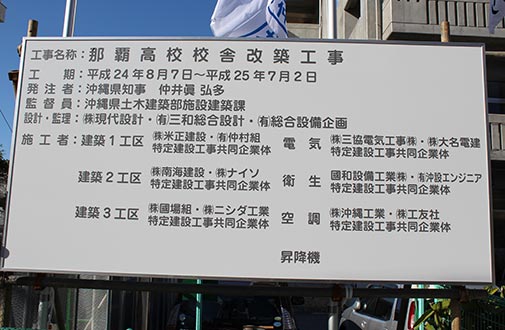 工事名称：那覇高校校舎改築工事
工　　期：平成24年8月7日～平成25年7月2日
発注者：沖縄県知事　仲井眞 弘多
監督員：沖縄県土木建築部施設建築課
設計・監理：㈱現代設計・㈲三和総合設計・㈲総合設備企画
施工者：建築1工区　㈱米正建設・㈲仲村組　電　気　㈱三協電気工事㈱・㈱大名電建
特定建設工事共同企業体　特定建設工事共同企業体
建築2工区　㈱南海建設・㈱ナイソ　衛　生　國和設備工業㈱・㈲沖設エンジニア
特定建設工事共同企業体　特定建設工事共同企業体
建築3工区　㈱國場組・㈱ニシダ工業　空　調　㈱沖縄工業・㈱工友社
特定建設工事共同企業体　特定建設工事共同企業体
昇降機